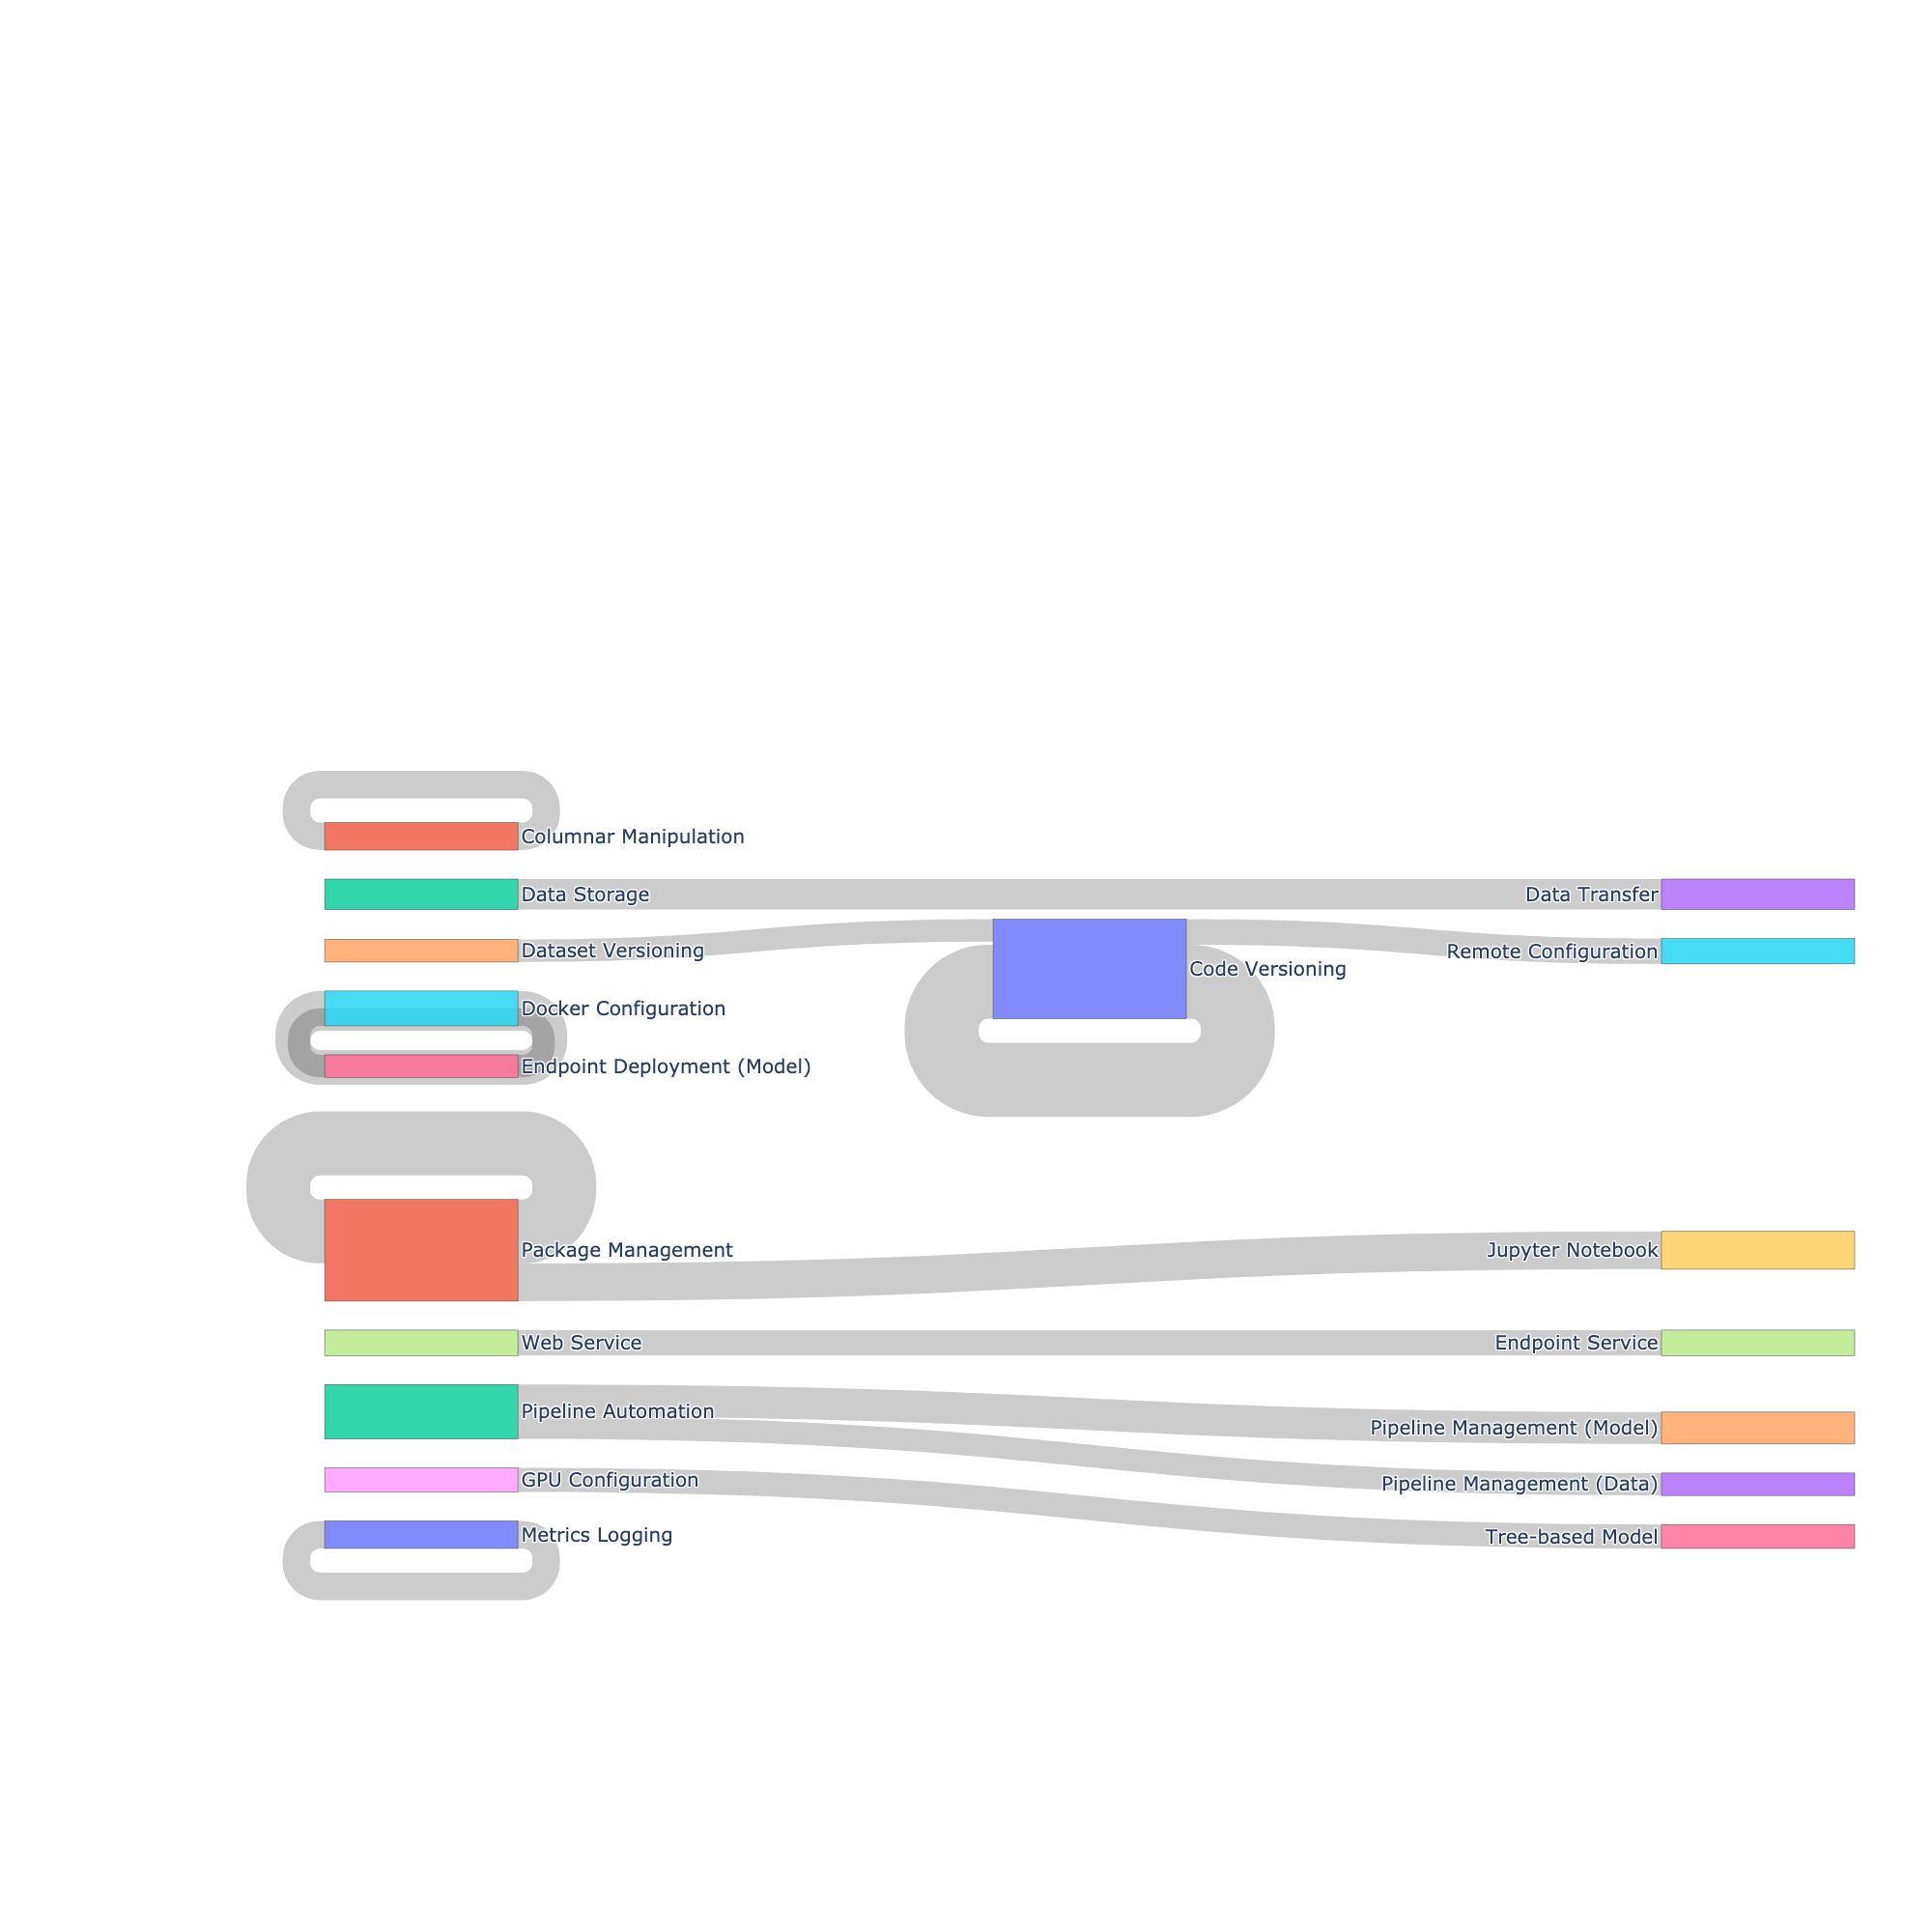 Columnar Manipulation
Data Storage
Data Transfer
Dataset Versioning
Remote Configuration
Code Versioning
Docker Configuration
Endpoint Deployment (Model)
Package Management
Jupyter Notebook
Web Service
Endpoint Service
Pipeline Automation
Pipeline Management (Model)
GPU Configuration
Pipeline Management (Data)
Metrics Logging
Tree-based Model